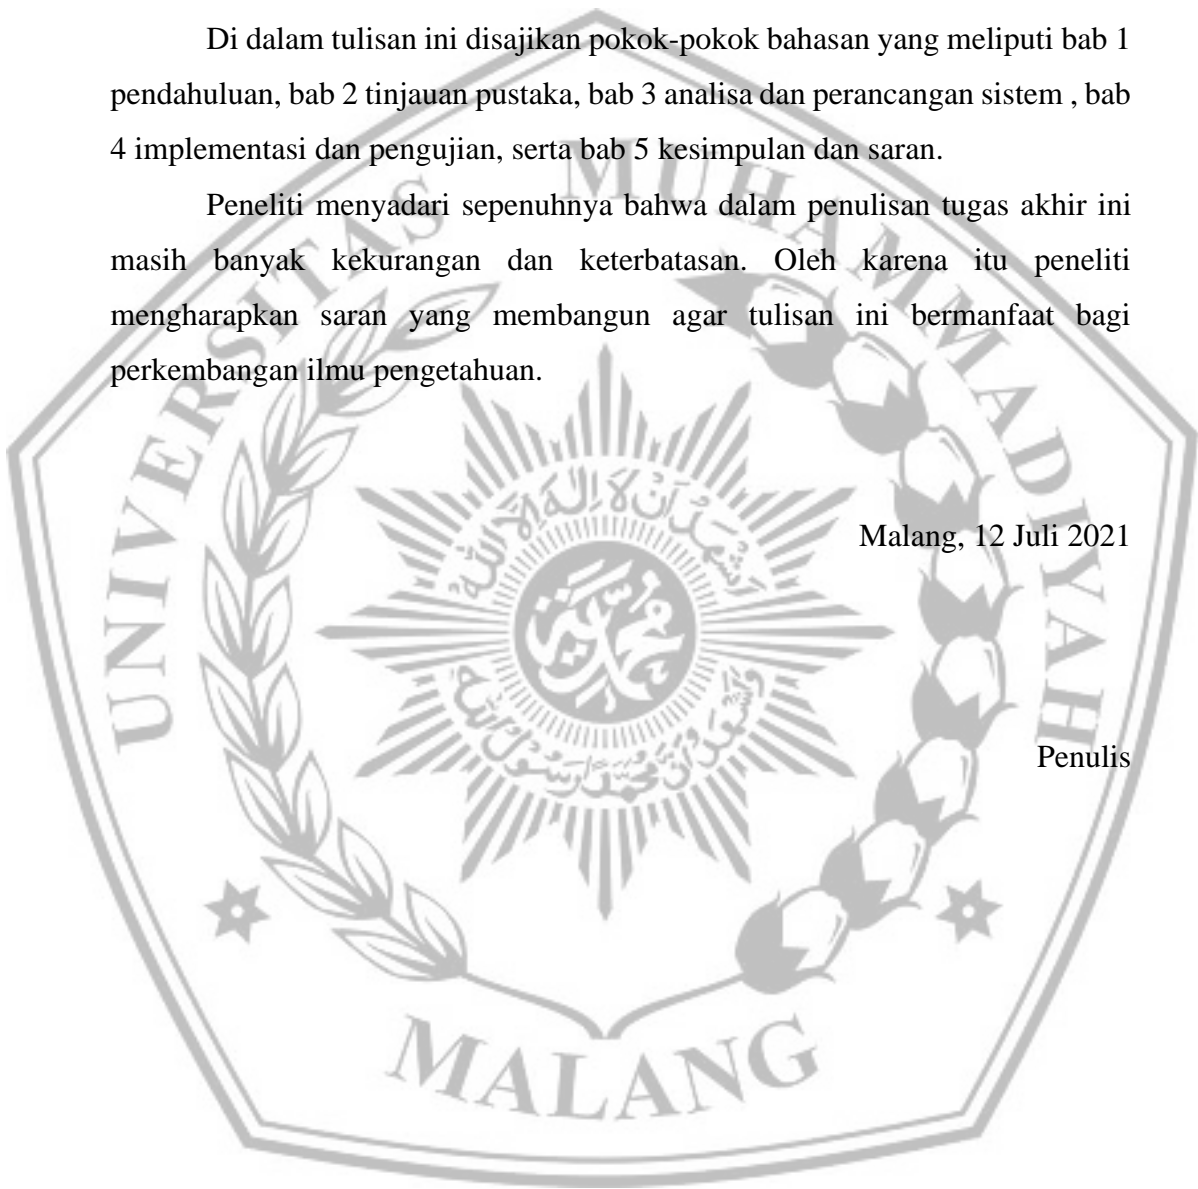 Di dalam tulisan ini disajikan pokok-pokok bahasan yang meliputi bab 1
pendahuluan, bab 2 tinjauan pustaka, bab 3 analisa dan perancangan sistem , bab
4 implementasi dan pengujian, serta bab 5 kesimpulan dan saran.
Peneliti menyadari sepenuhnya bahwa dalam penulisan tugas akhir ini
masih banyak kekurangan dan keterbatasan. Oleh karena itu peneliti
mengharapkan saran yang membangun agar tulisan ini bermanfaat bagi
perkembangan ilmu pengetahuan.
Malang, 12 Juli 2021
Penulis
UNIVERSITAS MUHAMMADIYAH
MALANG